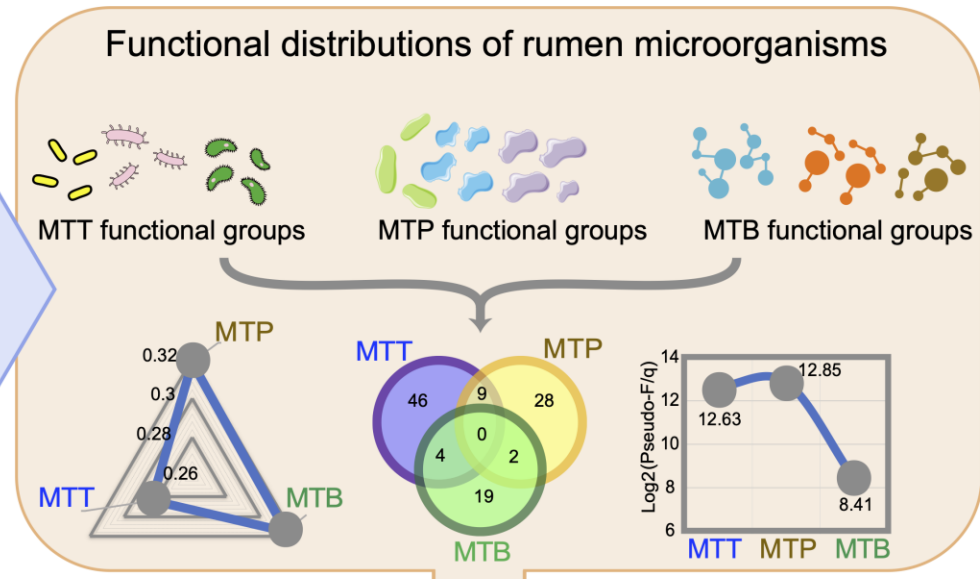 Functional distributions of rumen microorganisms
MTT functional groups
MTP functional groups
MTB functional groups
MTP
0.32
0.3
0.28
0.26
MTT
MTB
MTT
MTP
46
9
28
0
4
2
19
MTB
Log2(Pseudo-F/q)
14
12
10
8
6
12.63
12.85
8.41
MTT
MTP
MTB